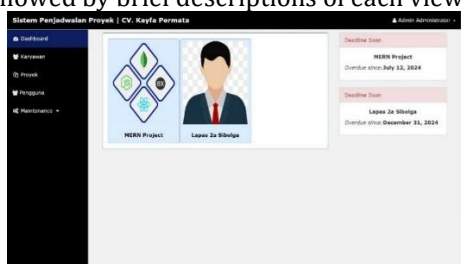 owed by brief descriptions of each view
Sistem Penjadwalan Proyek | CV. Kayfa Permata
Admin Administrator
Dashboard
Karyawan
Proyek
Pengguna
Maintenance
MERN Project
Lapas 2a Sibolga
Deadline Soon
MERN Project
Overdue since: July 12, 2024
Deadline Soon
Lapas 2a Sibolga
Overdue since: December 31, 2024